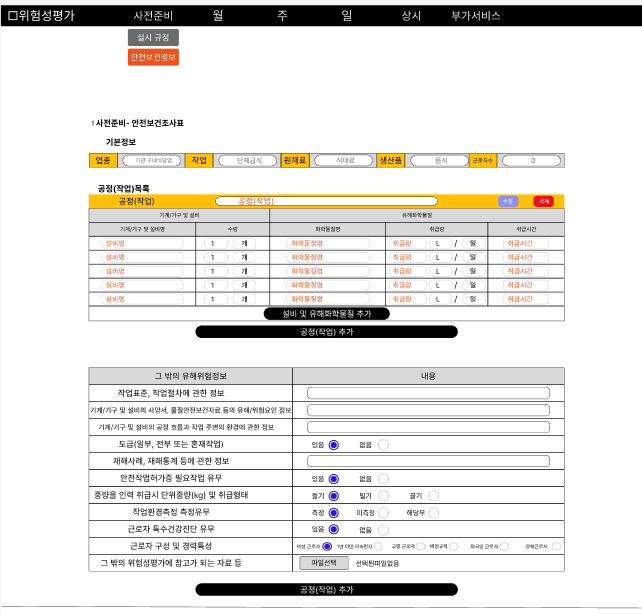 □위험성평가 사전준비 월 주 일 상시 부가서비스
실시 규정
안전보건정보
사전준비- 안전보건조사표
기본정보
업종 기관 구내식당업 작업 단체급식 원재료 식대료 생산품 음식 근로자수 0
공정(작업)목록
공정(작업) 공정(작업) 수정 삭제
기계/기구 및 설비 유해화학물질
기계/기구 및 설비명 수량 화학물질명 취급량 취급시간
설비명 1 개 화학물질명 취급량 L / 일 취급시간
설비명 1 개 화학물질명 취급량 L / 일 취급시간
설비명 1 개 화학물질명 취급량 L / 일 취급시간
설비명 1 개 화학물질명 취급량 L / 일 취급시간
설비명 1 개 화학물질명 취급량 L / 일 취급시간
설비 및 유해화학물질 추가
공정(작업) 추가
그 밖의 유해위험정보 내용
작업표준, 작업절차에 관한 정보
기계/기구 및 설비의 사양서, 물질안전보건자료 등의 유해/위험요인 정보
기계/기구 및 설비의 공정 흐름과 작업 주변의 환경에 관한 정보
도급(일부, 전부 또는 혼재작업) 있음 없음
재해사례, 재해통계 등에 관한 정보
안전작업허가증 필요작업 유무 있음 없음
중량을 인력 취급시 단위중량(kg) 및 취급형태 들기 밀기 끌기
작업환경측정 측정유무 측정 미측정 해당무
근로자 특수건강진단 유무 있음 없음
근로자 구성 및 경력특성 여성 근로자 1년 미만 미숙련자 고령 근로자 비정규직 외국인 근로자 장애근로자
그 밖의 위험성평가에 참고가 되는 자료 등 파일선택 선택된파일없음
공정(작업) 추가